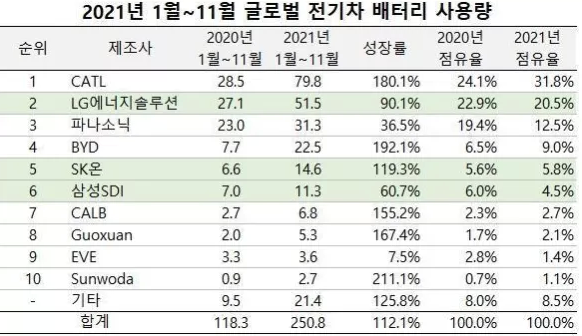 2021년 1월~11월 글로벌 전기차 배터리 사용량
순위 제조사 2020년 1월~11월 2021년 1월~11월 성장률 2020년 점유율 2021년 점유율
1 CATL 28.5 79.8 180.1% 24.1% 31.8%
2 LG에너지솔루션 27.1 51.5 90.1% 22.9% 20.5%
3 파나소닉 23.0 31.3 36.5% 19.4% 12.5%
4 BYD 7.7 22.5 192.1% 6.5% 9.0%
5 SK온 6.6 14.6 119.3% 5.6% 5.8%
6 삼성SDI 7.0 11.3 60.7% 6.0% 4.5%
7 CALB 2.7 6.8 155.2% 2.3% 2.7%
8 Guoxuan 2.0 5.3 167.4% 1.7% 2.1%
9 EVE 3.3 3.6 7.5% 2.8% 1.4%
10 Sunwoda 0.9 2.7 211.1% 0.7% 1.1%
- 기타 9.5 21.4 125.8% 8.0% 8.5%
합계 118.3 250.8 112.1% 100.0% 100.0%